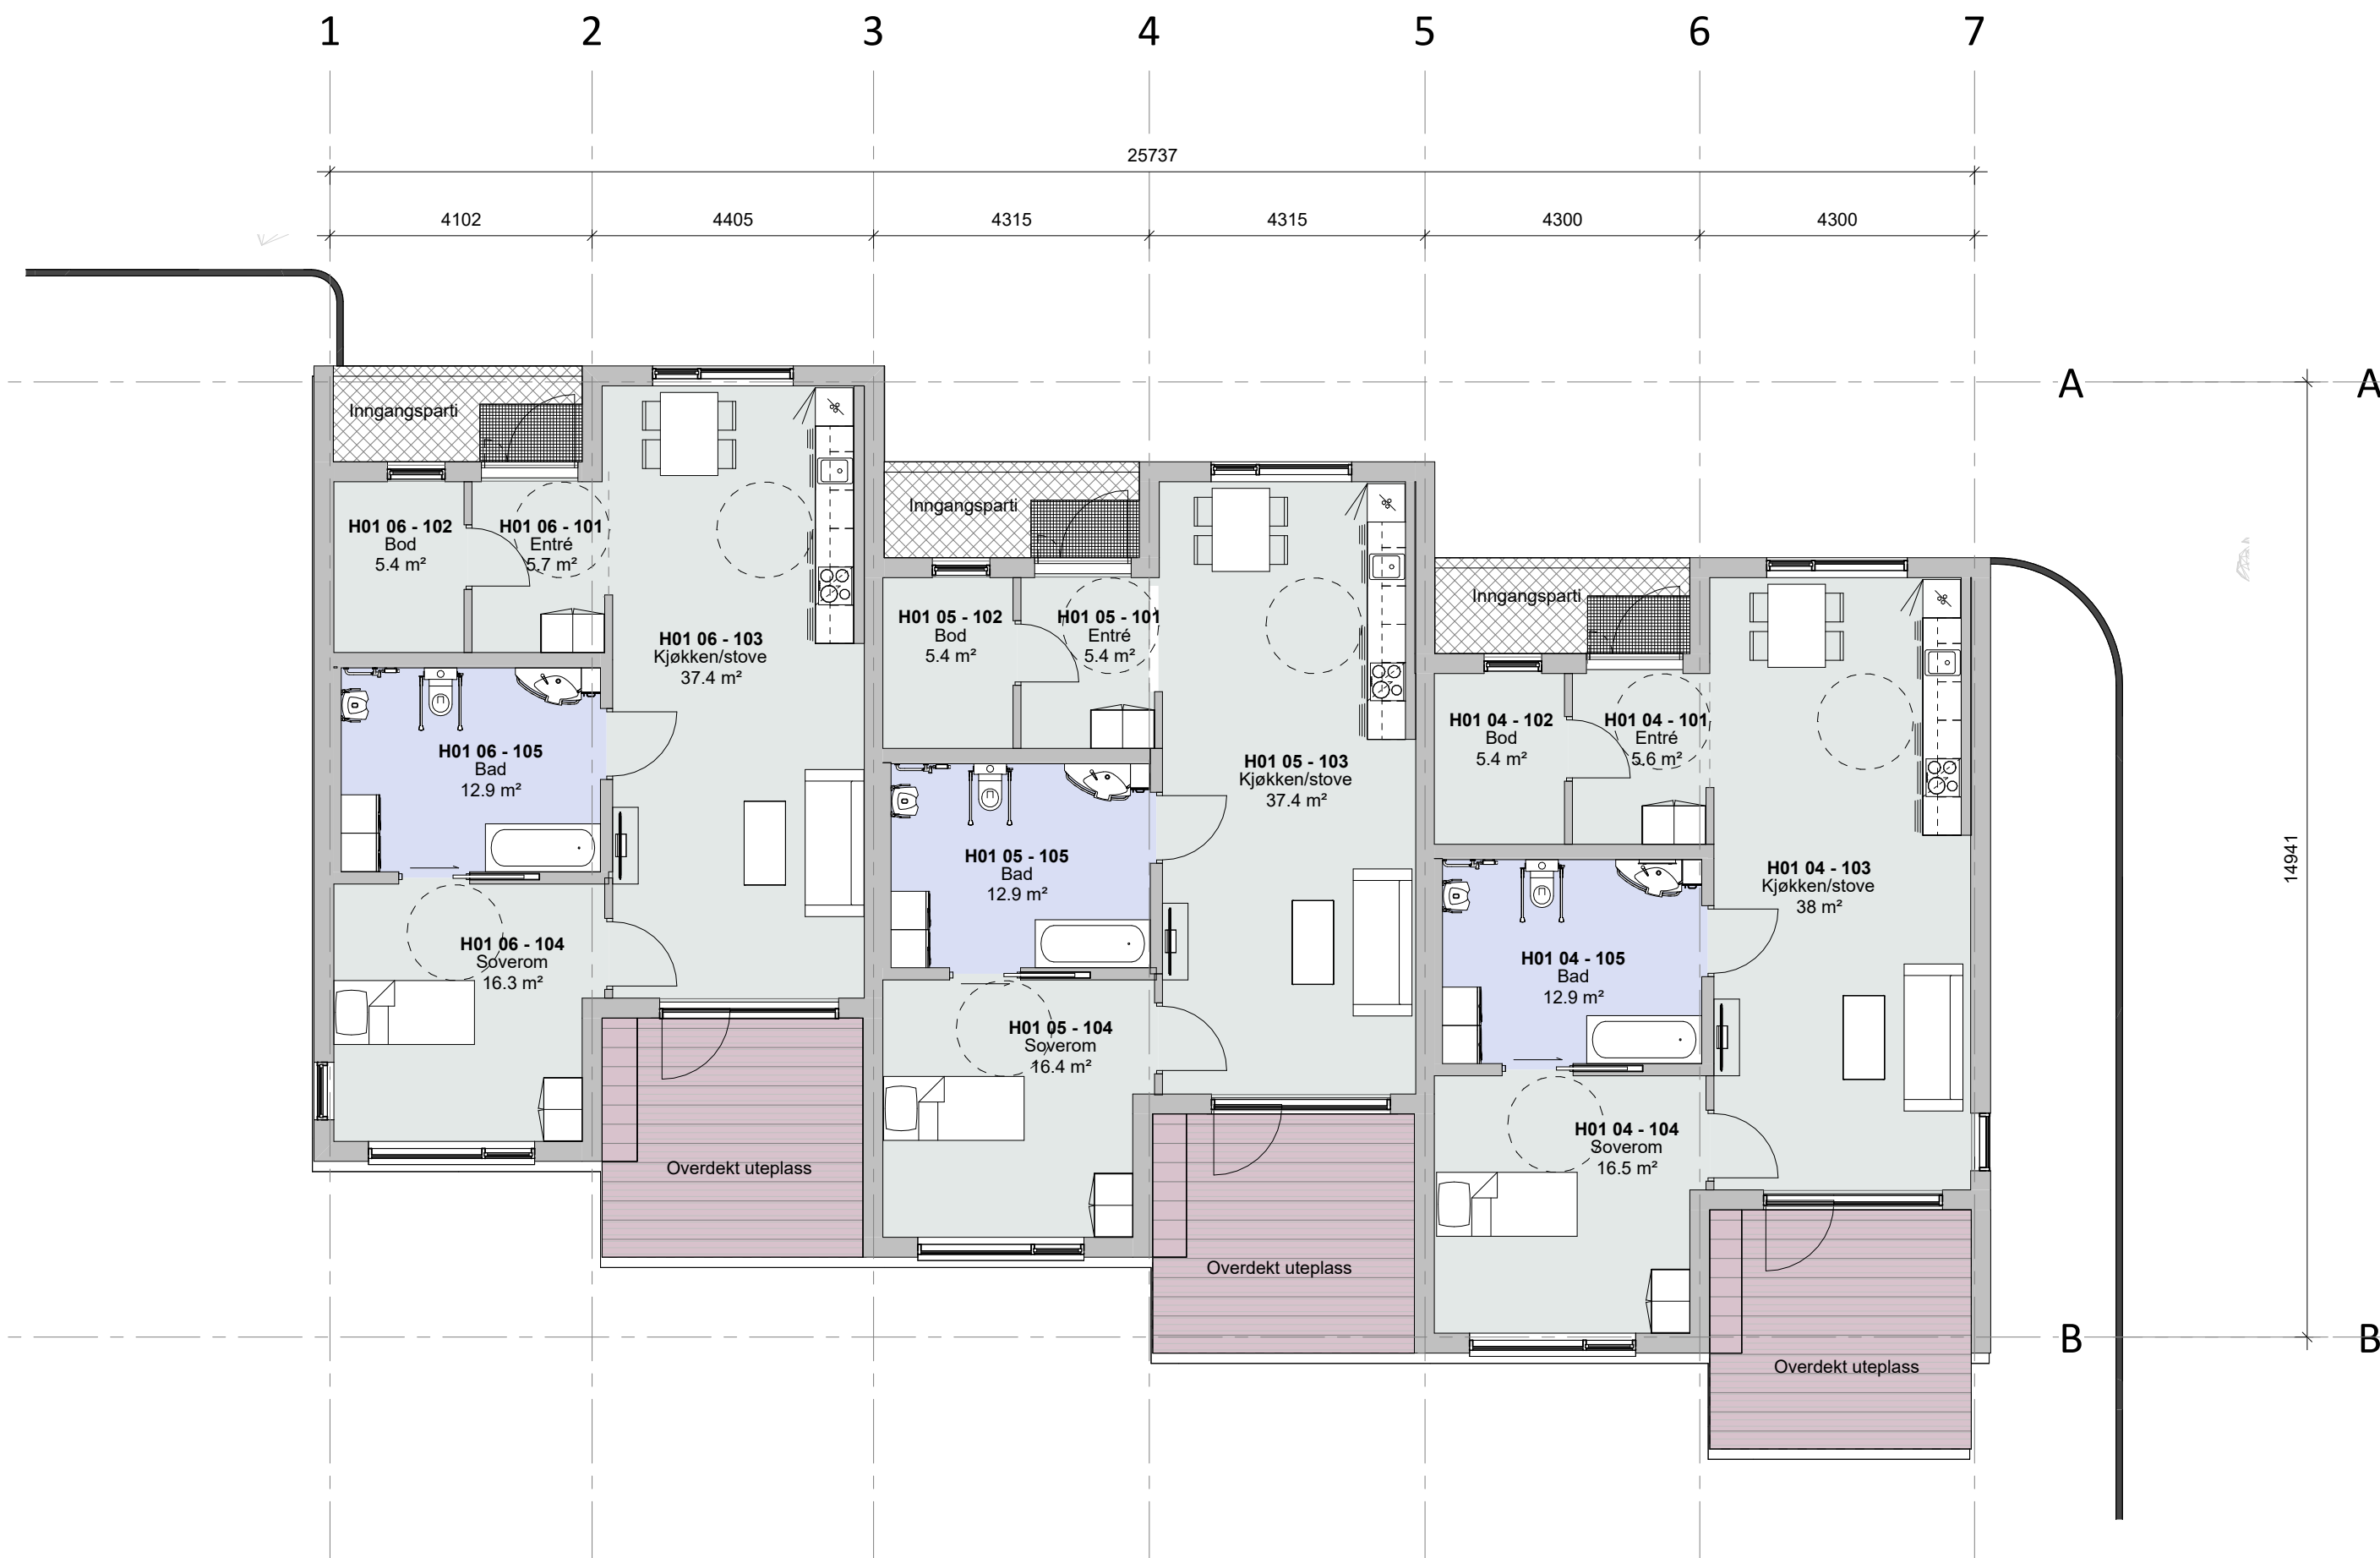 1 2 3 4 5 6 7
25737
4102 4405 4315 4315 4300 4300
A A
Inngangsparti
H01 06 - 102
Bod
5.4 m²
H01 06 - 101
Entré
5.7 m²
H01 06 - 103
Kjøkken/stove
37.4 m²
H01 06 - 105
Bad
12.9 m²
H01 06 - 104
Soverom
16.3 m²
Overdekt uteplass
Inngangsparti
H01 05 - 102
Bod
5.4 m²
H01 05 - 101
Entré
5.4 m²
H01 05 - 103
Kjøkken/stove
37.4 m²
H01 05 - 105
Bad
12.9 m²
H01 05 - 104
Soverom
16.4 m²
Overdekt uteplass
Inngangsparti
H01 04 - 102
Bod
5.4 m²
H01 04 - 101
Entré
5.6 m²
H01 04 - 103
Kjøkken/stove
38 m²
H01 04 - 105
Bad
12.9 m²
H01 04 - 104
Soverom
16.5 m²
Overdekt uteplass
14941
B B